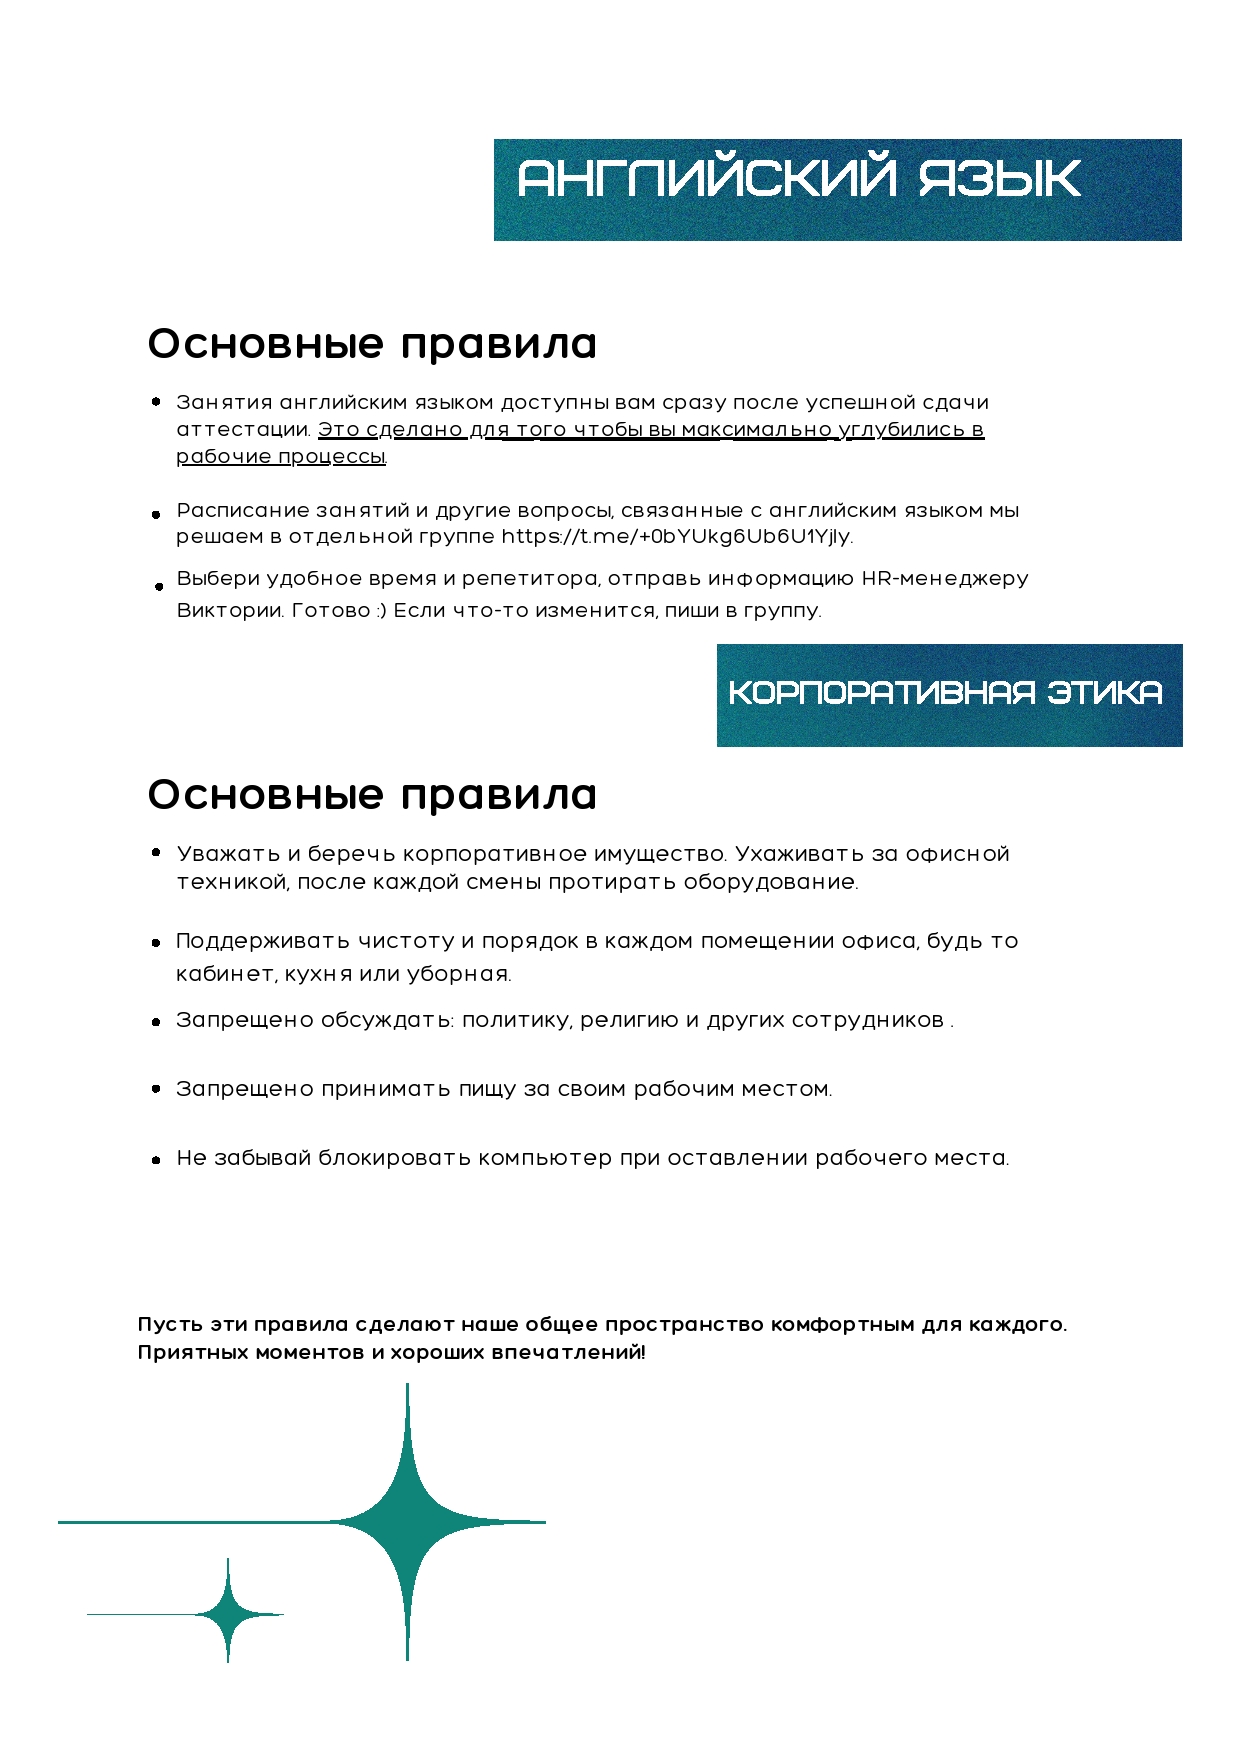 АНГЛИЙСКИЙ ЯЗЫК
Основные правила
• Занятия английским языком доступны вам сразу после успешной сдачи
аттестации. Это сделано для того чтобы вы максимально углубились в
рабочие процессы.
• Расписание занятий и другие вопросы, связанные с английским языком мы
решаем в отдельной группе https://t.me/+0bYUkg6Ub6U1YjIy.
• Выбери удобное время и репетитора, отправь информацию HR-менеджеру
Виктории. Готово :) Если что-то изменится, пиши в группу.
КОРПОРАТИВНАЯ ЭТИКА
Основные правила
• Уважать и беречь корпоративное имущество. Ухаживать за офисной
техникой, после каждой смены протирать оборудование.
• Поддерживать чистоту и порядок в каждом помещении офиса, будь то
кабинет, кухня или уборная.
• Запрещено обсуждать: политику, религию и других сотрудников .
• Запрещено принимать пищу за своим рабочим местом.
• Не забывай блокировать компьютер при оставлении рабочего места.
Пусть эти правила сделают наше общее пространство комфортным для каждого.
Приятных моментов и хороших впечатлений!